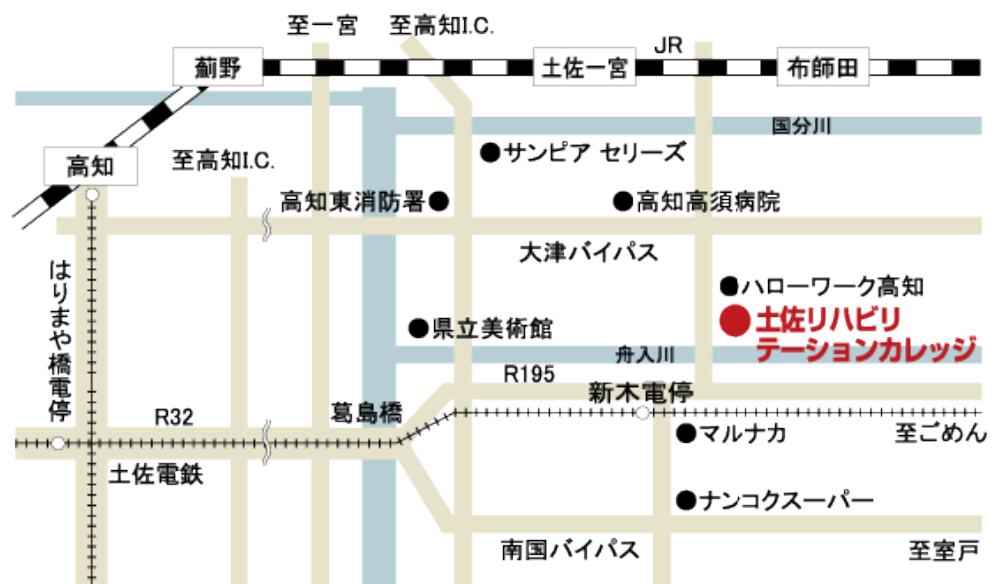 至一宮
至高知I.C.
JR
薊野
土佐一宮
布師田
国分川
高知
至高知I.C.
サンピア セリーズ
高知東消防署
高知高須病院
大津バイパス
はりまや橋電停
ハローワーク高知
土佐リハビリ
テーションカレッジ
県立美術館
舟入川
R195
新木電停
葛島橋
R32
マルナカ
至ごめん
土佐電鉄
ナンコクスーパー
南国バイパス
至室戸